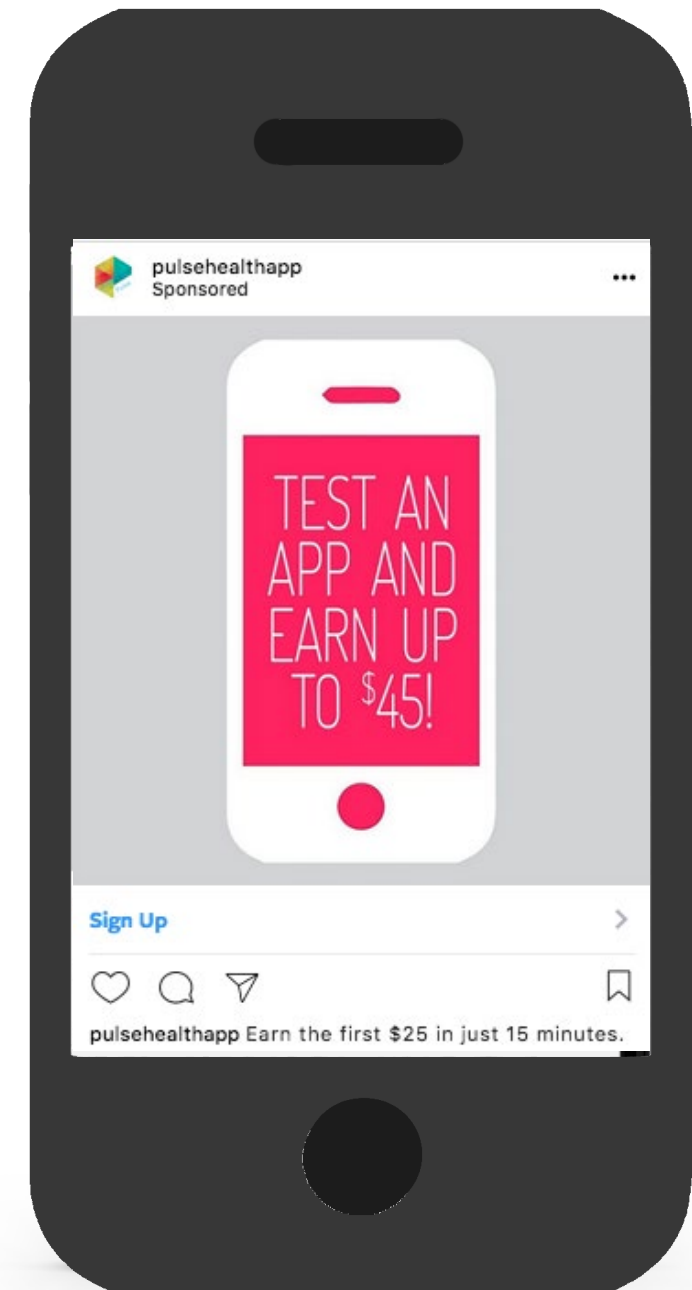 pulsehealthapp
Sponsored
TEST AN
APP AND
EARN UP
TO $45!
Sign Up
pulsehealthapp Earn the first $25 in just 15 minutes.